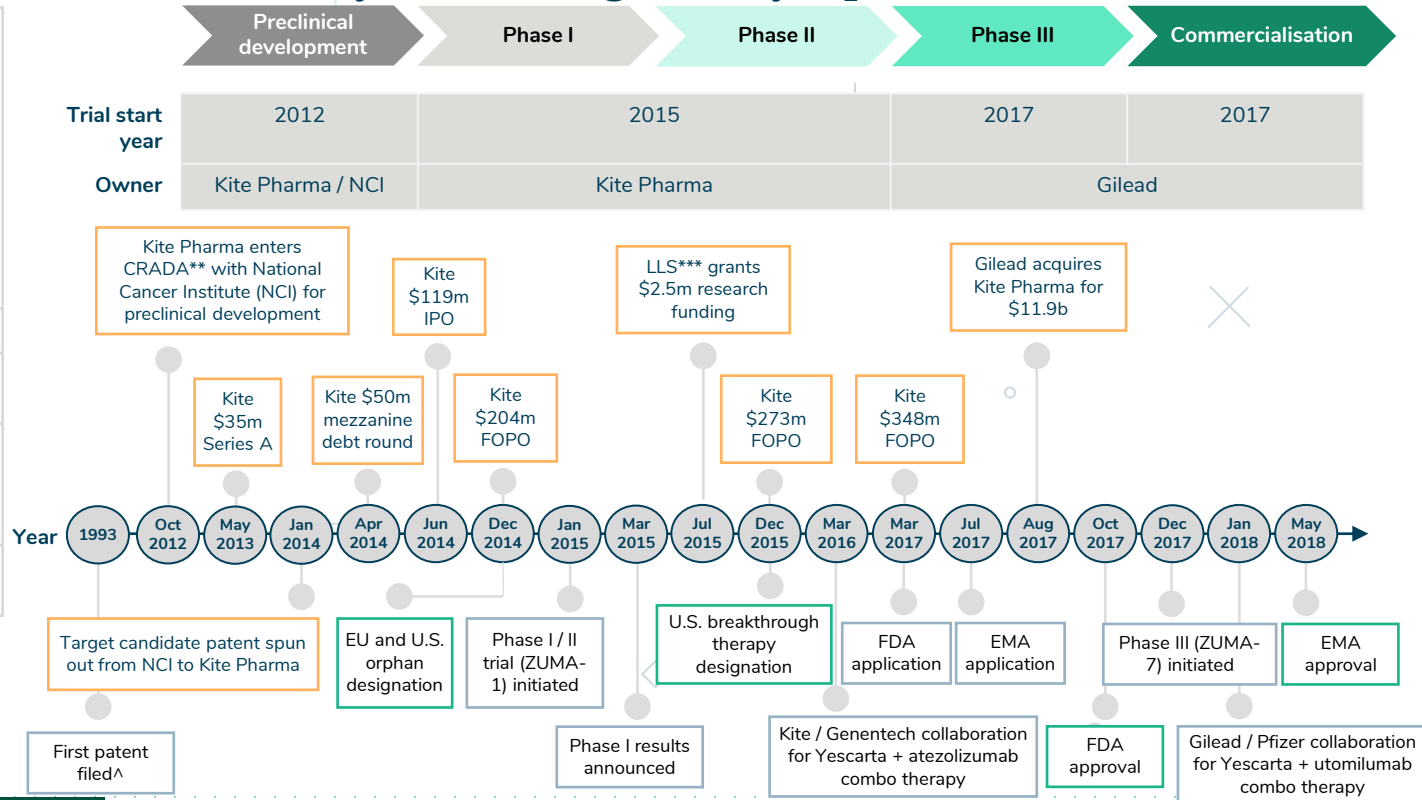 Preclinical
development
Phase I
Phase II
Phase III
Commercialisation
Trial start
year
2012
2015
2017
2017
Owner
Kite Pharma / NCI
Kite Pharma
Gilead
Kite Pharma enters
CRADA** with National
Cancer Institute (NCI) for
preclinical development
Kite
$119m
IPO
LLS*** grants
$2.5m research
funding
Gilead acquires
Kite Pharma for
$11.9b
Kite
$35m
Series A
Kite $50m
mezzanine
debt round
Kite
$204m
FOPO
Kite
$273m
FOPO
Kite
$348m
FOPO
Year
1993
Oct
2012
May
2013
Jan
2014
Apr
2014
Jun
2014
Dec
2014
Jan
2015
Mar
2015
Jul
2015
Dec
2015
Mar
2016
Mar
2017
Jul
2017
Aug
2017
Oct
2017
Dec
2017
Jan
2018
May
2018
Target candidate patent spun
out from NCI to Kite Pharma
EU and U.S.
orphan
designation
Phase I / II
trial (ZUMA-
1) initiated
U.S. breakthrough
therapy
designation
FDA
application
EMA
application
Phase III (ZUMA-
7) initiated
EMA
approval
First patent
filed^
Phase I results
announced
Kite / Genentech collaboration
for Yescarta + atezolizumab
combo therapy
FDA
approval
Gilead / Pfizer collaboration
for Yescarta + utomilumab
combo therapy